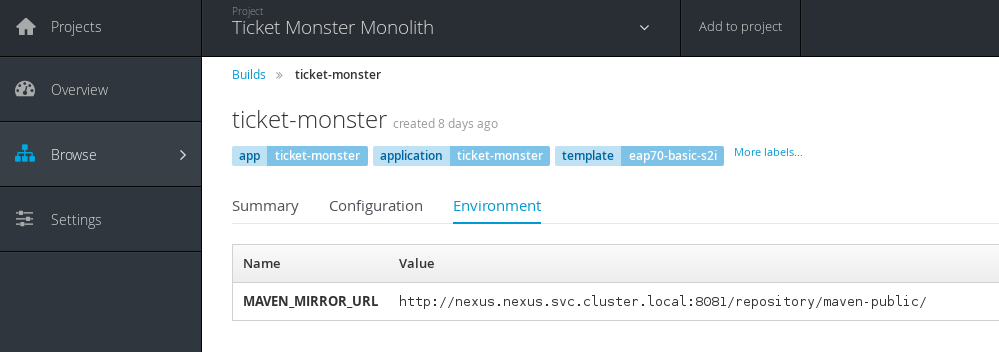 Projects
Project
Ticket Monster Monolith
Add to project
Overview
Browse
Settings
Builds » ticket-monster
ticket-monster created 8 days ago
app ticket-monster application ticket-monster template eap70-basic-s2i More labels...
Summary Configuration Environment
Name Value
MAVEN_MIRROR_URL http://nexus.nexus.svc.cluster.local:8081/repository/maven-public/